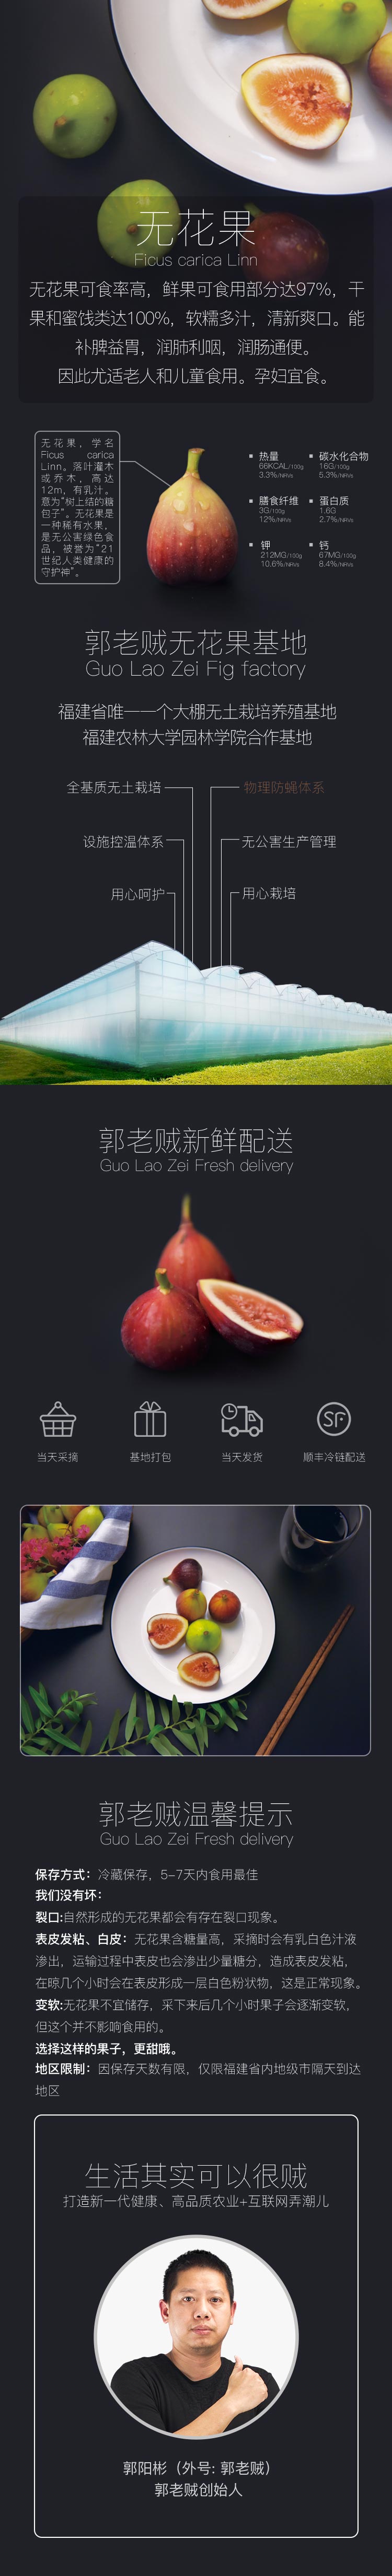 无花果
Ficus carica Linn
无花果可食率高，鲜果可食用部分达97%，干
果和蜜饯类达100%，软糯多汁，清新爽口。能
补脾益胃，润肺利咽，润肠通便。
因此尤适老人和儿童食用。孕妇宜食。
无花果，学名
Ficus carica
Linn。落叶灌木
或乔木，高达
12m，有乳汁。
意为“树上结的糖
包子”。无花果是
一种稀有水果，
是无公害绿色食
品，被誉为“21
世纪人类健康的
守护神”。
热量
66KCAL/100g
3.3%/NRVs
碳水化合物
16G/100g
5.3%/NRVs
膳食纤维
3G/100g
12%/NRVs
蛋白质
1.6G
2.7%/NRVs
钾
212MG/100g
10.6%/NRVs
钙
67MG/100g
8.4%/NRVs
郭老贼无花果基地
Guo Lao Zei Fig factory
福建省唯一一个大棚无土栽培养殖基地
福建农林大学园林学院合作基地
全基质无土栽培
物理防蝇体系
设施控温体系
无公害生产管理
用心呵护
用心栽培
郭老贼新鲜配送
Guo Lao Zei Fresh delivery
SF
当天采摘
基地打包
当天发货
顺丰冷链配送
郭老贼温馨提示
Guo Lao Zei Fresh delivery
保存方式：冷藏保存，5-7天内食用最佳
我们没有坏：
裂口:自然形成的无花果都会有存在裂口现象。
表皮发粘、白皮：无花果含糖量高，采摘时会有乳白色汁液
渗出，运输过程中表皮也会渗出少量糖分，造成表皮发粘，
在晾几个小时会在表皮形成一层白色粉状物，这是正常现象。
变软:无花果不宜储存，采下来后几个小时果子会逐渐变软，
但这个并不影响食用的。
选择这样的果子，更甜哦。
地区限制：因保存天数有限，仅限福建省内地级市隔天到达
地区
生活其实可以很贼
打造新一代健康、高品质农业+互联网弄潮儿
郭阳彬（外号: 郭老贼）
郭老贼创始人